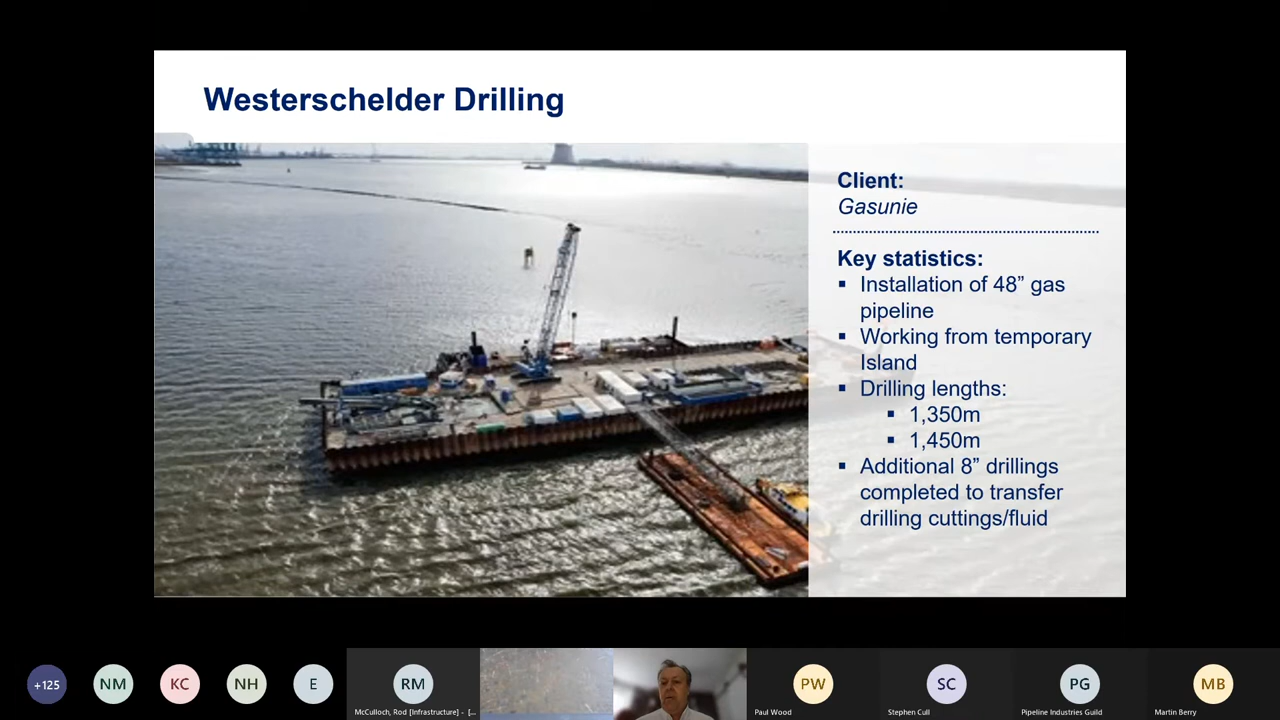 Westerschelder Drilling
Client:
Gasunie
Key statistics:
▪ Installation of 48” gas
pipeline
▪ Working from temporary
Island
▪ Drilling lengths:
▪ 1,350m
▪ 1,450m
▪ Additional 8” drillings
completed to transfer
drilling cuttings/fluid
+125
NM
KC
NH
E
RM
PW
SC
PG
MB
McCulloch, Rod [Infrastructure] - [...
Paul Wood
Stephen Cull
Pipeline Industries Guild
Martin Berry